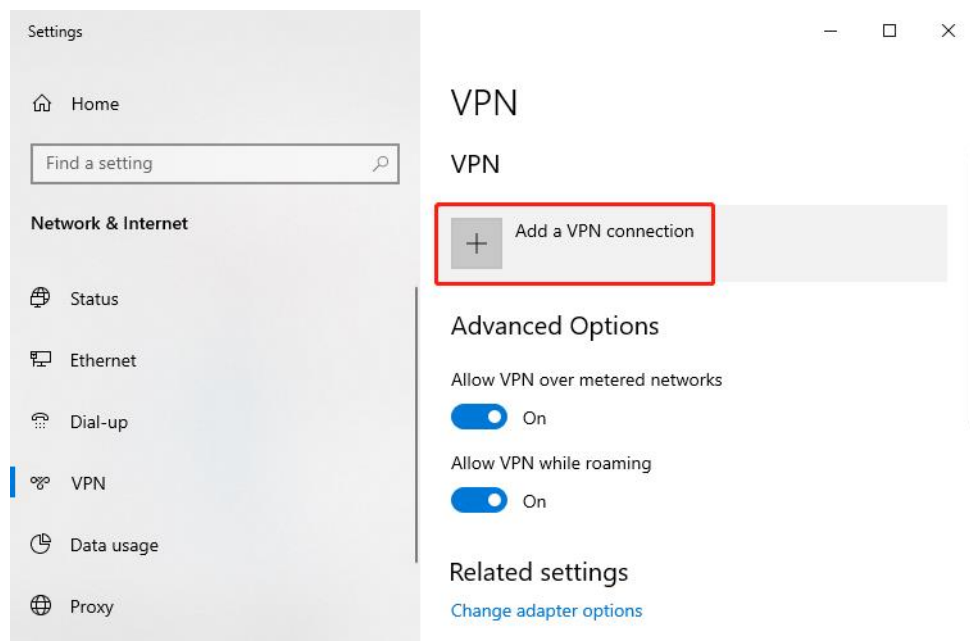 Settings
Home
Find a setting
Network & Internet
Status
Ethernet
Dial-up
VPN
Data usage
Proxy
VPN
VPN
Add a VPN connection
Advanced Options
Allow VPN over metered networks
On
Allow VPN while roaming
On
Related settings
Change adapter options